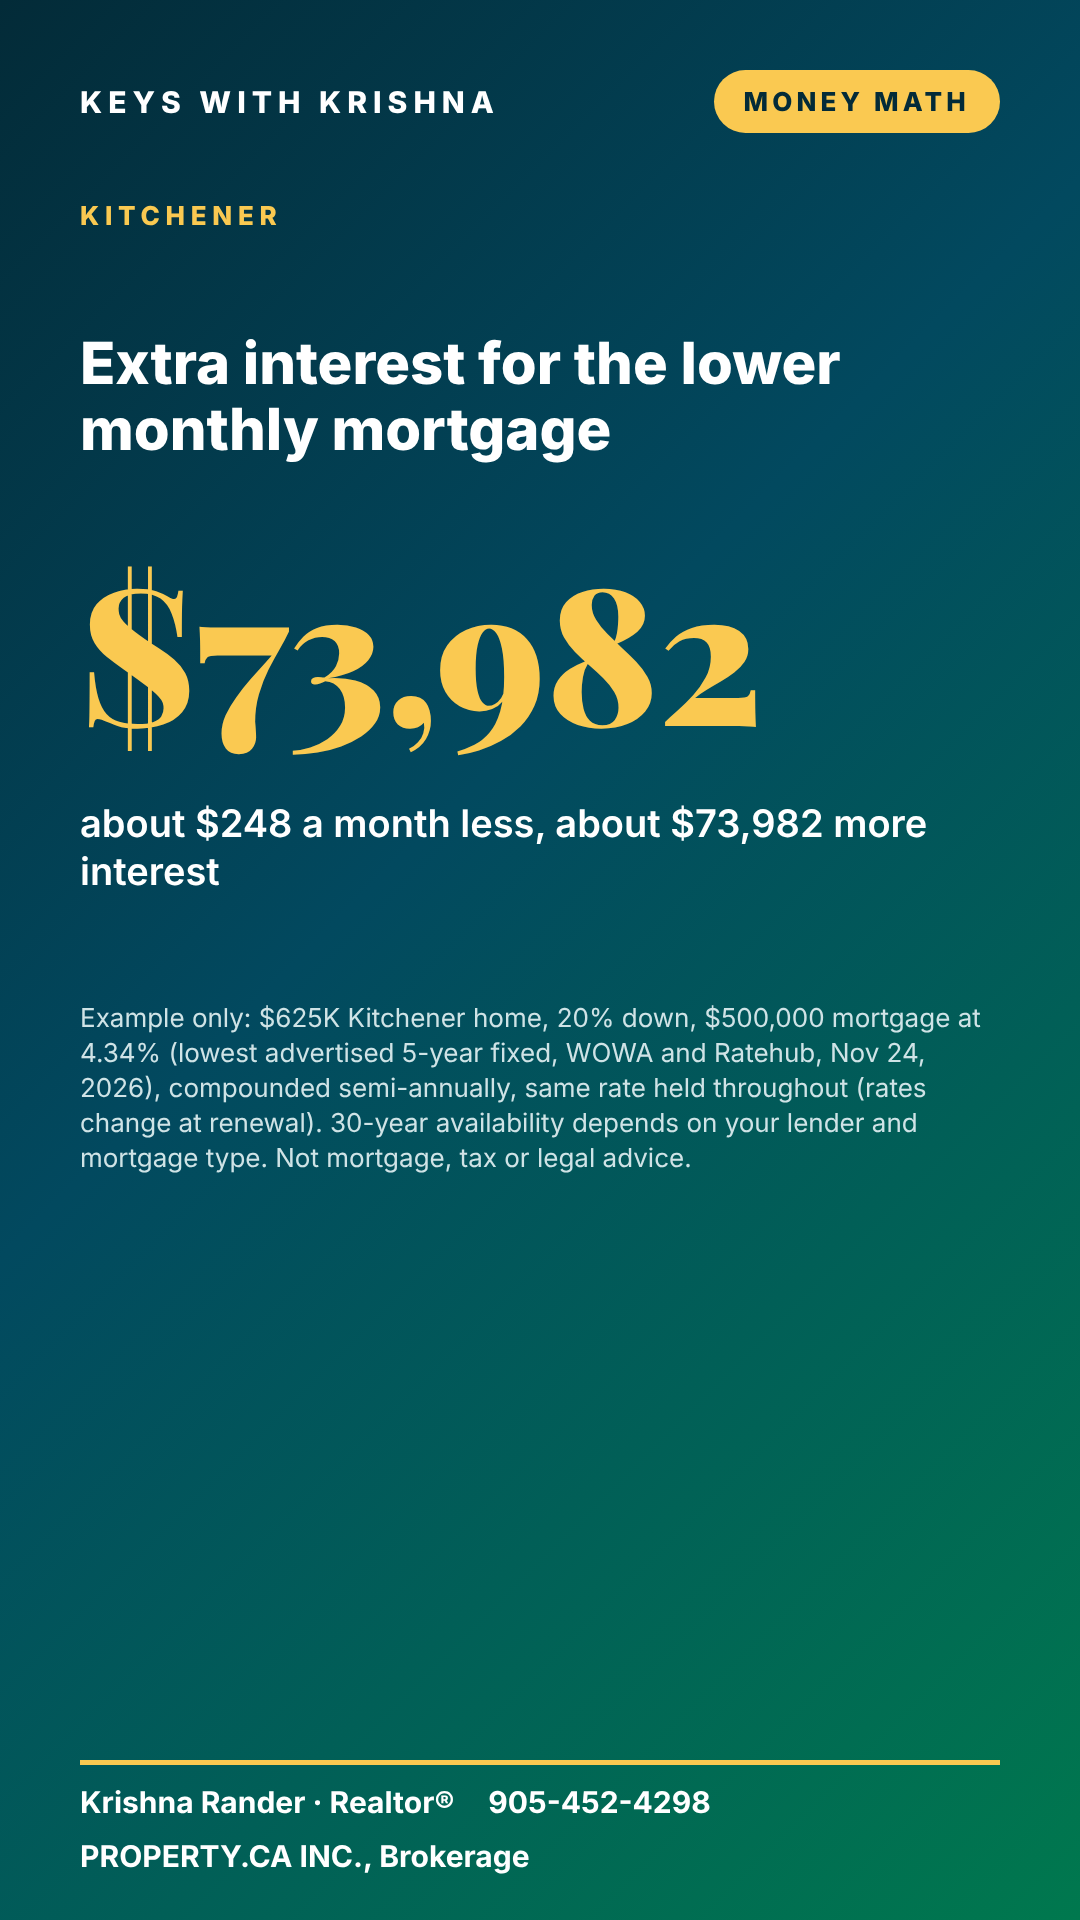 KEYS WITH KRISHNA
MONEY MATH
KITCHENER
Extra interest for the lower
monthly mortgage
$73,982
about $248 a month less, about $73,982 more
interest
Example only: $625K Kitchener home, 20% down, $500,000 mortgage at
4.34% (lowest advertised 5-year fixed, WOWA and Ratehub, Nov 24,
2026), compounded semi-annually, same rate held throughout (rates
change at renewal). 30-year availability depends on your lender and
mortgage type. Not mortgage, tax or legal advice.
Krishna Rander · Realtor® 905-452-4298
PROPERTY.CA INC., Brokerage